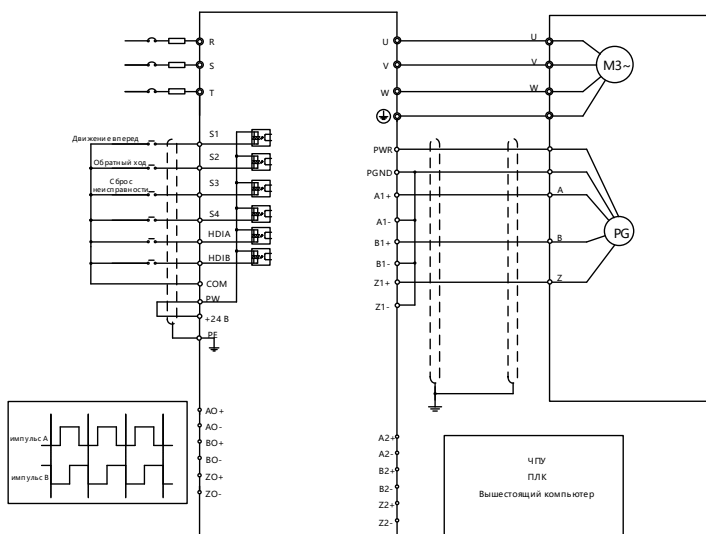 R
S
T
Движение вперед
S1
Обратный ход
S2
Сброс
неисправности
S3
S4
HDIA
HDIB
COM
PW
+24 В
PE
U
V
W
PWR
PGND
A1+
A1-
B1+
B1-
Z1+
Z1-
U
V
W
M3~
A
B
Z
PG
импульс A
импульс B
AO+
AO-
BO+
BO-
ZO+
ZO-
A2+
A2-
B2+
B2-
Z2+
Z2-
ЧПУ
ПЛК
Вышестоящий компьютер